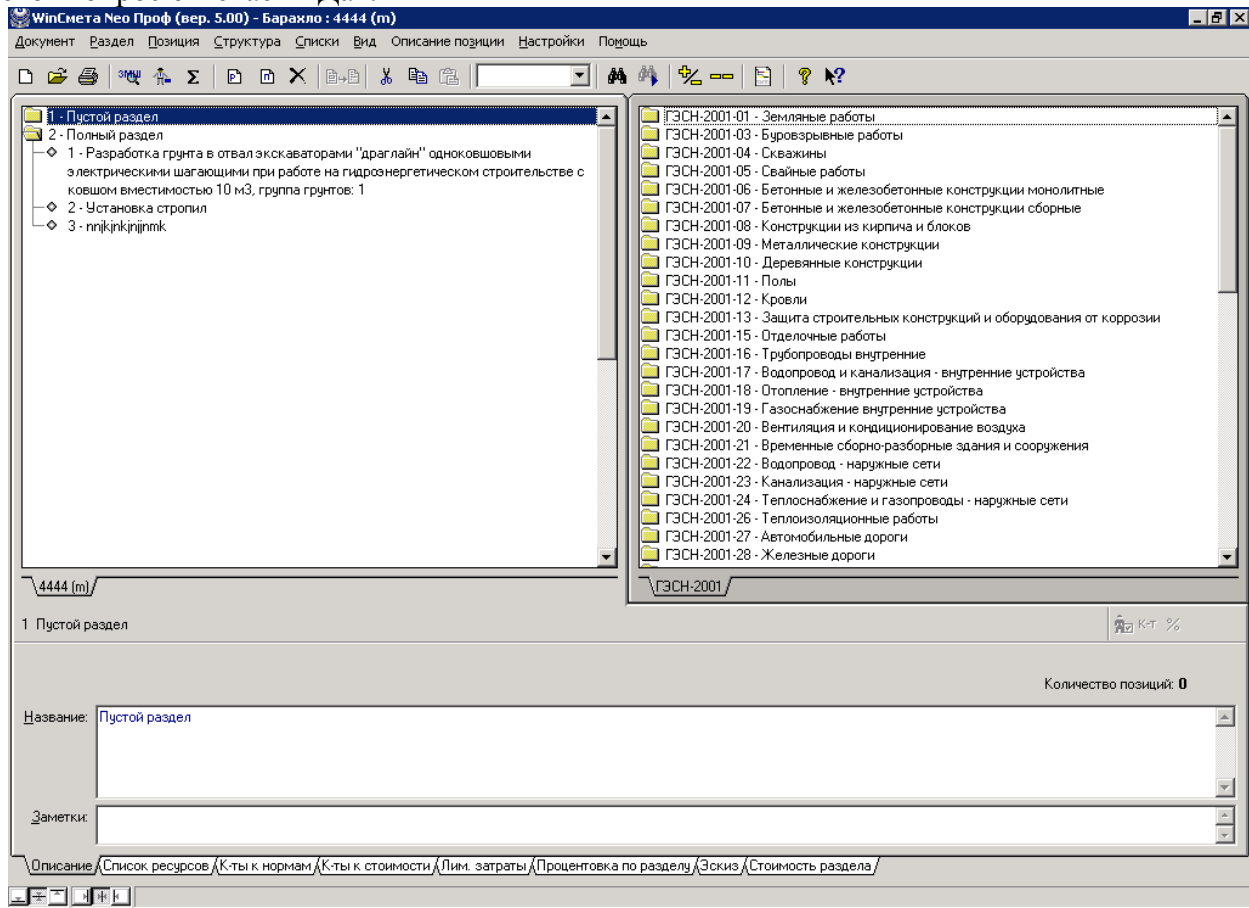 WinСмета Neo Проф (вер. 5.00) - Барахло : 4444 (m)
Документ Раздел Позиция Структура Списки Вид Описание позиции Настройки Помощь
1 - Пустой раздел
2 - Полный раздел
1 - Разработка грунта в отвал экскаваторами "драглайн" одноковшовыми
электрическими шагающими при работе на гидроэнергетическом строительстве с
ковшом вместимостью 10 м3, группа грунтов: 1
2 - Установка стропил
3 - nnjkjnkjnjjnmk
4444 (m)
ГЭСН-2001-01 - Земляные работы
ГЭСН-2001-03 - Буровзрывные работы
ГЭСН-2001-04 - Скважины
ГЭСН-2001-05 - Свайные работы
ГЭСН-2001-06 - Бетонные и железобетонные конструкции монолитные
ГЭСН-2001-07 - Бетонные и железобетонные конструкции сборные
ГЭСН-2001-08 - Конструкции из кирпича и блоков
ГЭСН-2001-09 - Металлические конструкции
ГЭСН-2001-10 - Деревянные конструкции
ГЭСН-2001-11 - Полы
ГЭСН-2001-12 - Кровли
ГЭСН-2001-13 - Защита строительных конструкций и оборудования от коррозии
ГЭСН-2001-15 - Отделочные работы
ГЭСН-2001-16 - Трубопроводы внутренние
ГЭСН-2001-17 - Водопровод и канализация - внутренние устройства
ГЭСН-2001-18 - Отопление - внутренние устройства
ГЭСН-2001-19 - Газоснабжение внутренние устройства
ГЭСН-2001-20 - Вентиляция и кондиционирование воздуха
ГЭСН-2001-21 - Временные сборно-разборные здания и сооружения
ГЭСН-2001-22 - Водопровод - наружные сети
ГЭСН-2001-23 - Канализация - наружные сети
ГЭСН-2001-24 - Теплоснабжение и газопроводы - наружные сети
ГЭСН-2001-26 - Теплоизоляционные работы
ГЭСН-2001-27 - Автомобильные дороги
ГЭСН-2001-28 - Железные дороги
ГЭСН-2001
1 Пустой раздел
К-т %
Количество позиций: 0
Название: Пустой раздел
Заметки:
Описание Список ресурсов К-ты к нормам К-ты к стоимости Лим. затраты Процентовка по разделу Эскиз Стоимость раздела